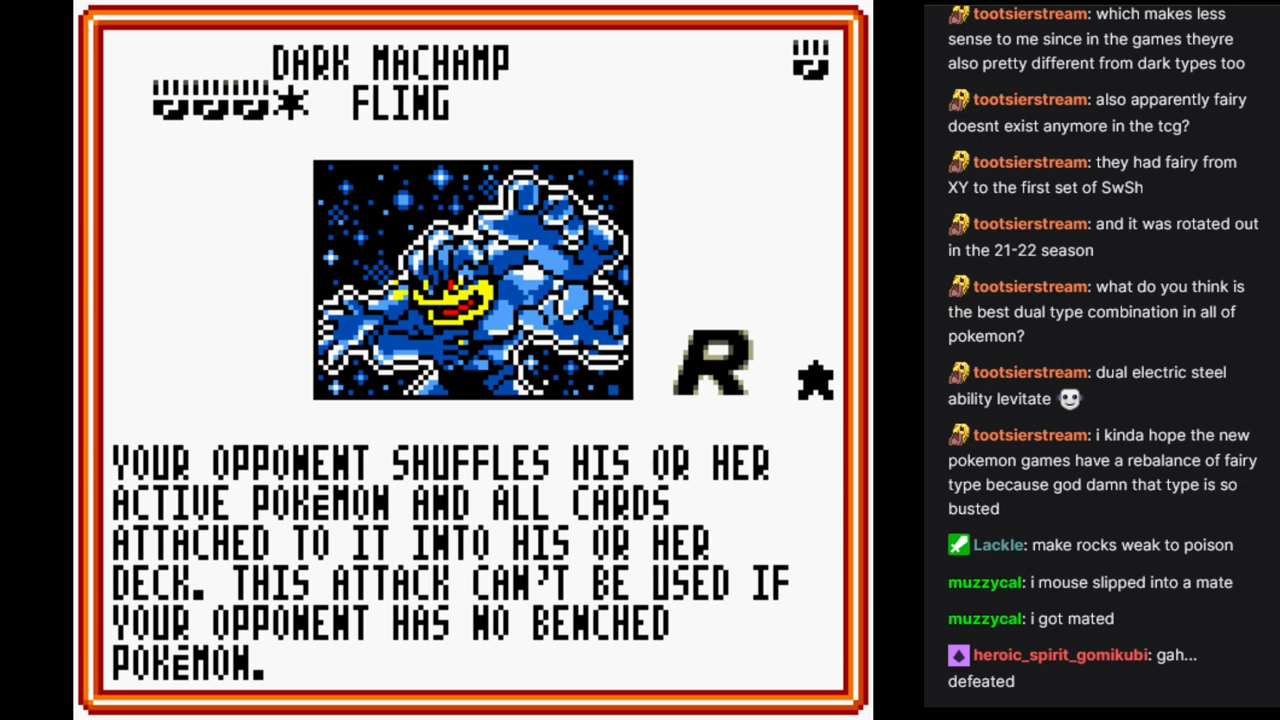 DARK MACHAMP
FLING
R
YOUR OPPONENT SHUFFLES HIS OR HER
ACTIVE POKéMON AND ALL CARDS
ATTACHED TO IT INTO HIS OR HER
DECK. THIS ATTACK CAN'T BE USED IF
YOUR OPPONENT HAS NO BENCHED
POKéMON.
tootsierstream: which makes less
sense to me since in the games theyre
also pretty different from dark types too
tootsierstream: also apparently fairy
doesnt exist anymore in the tcg?
tootsierstream: they had fairy from
XY to the first set of SwSh
tootsierstream: and it was rotated out
in the 21-22 season
tootsierstream: what do you think is
the best dual type combination in all of
pokemon?
tootsierstream: dual electric steel
ability levitate
tootsierstream: i kinda hope the new
pokemon games have a rebalance of fairy
type because god damn that type is so
busted
Lackle: make rocks weak to poison
muzzycal: i mouse slipped into a mate
muzzycal: i got mated
heroic_spirit_gomikubi: gah...
defeated